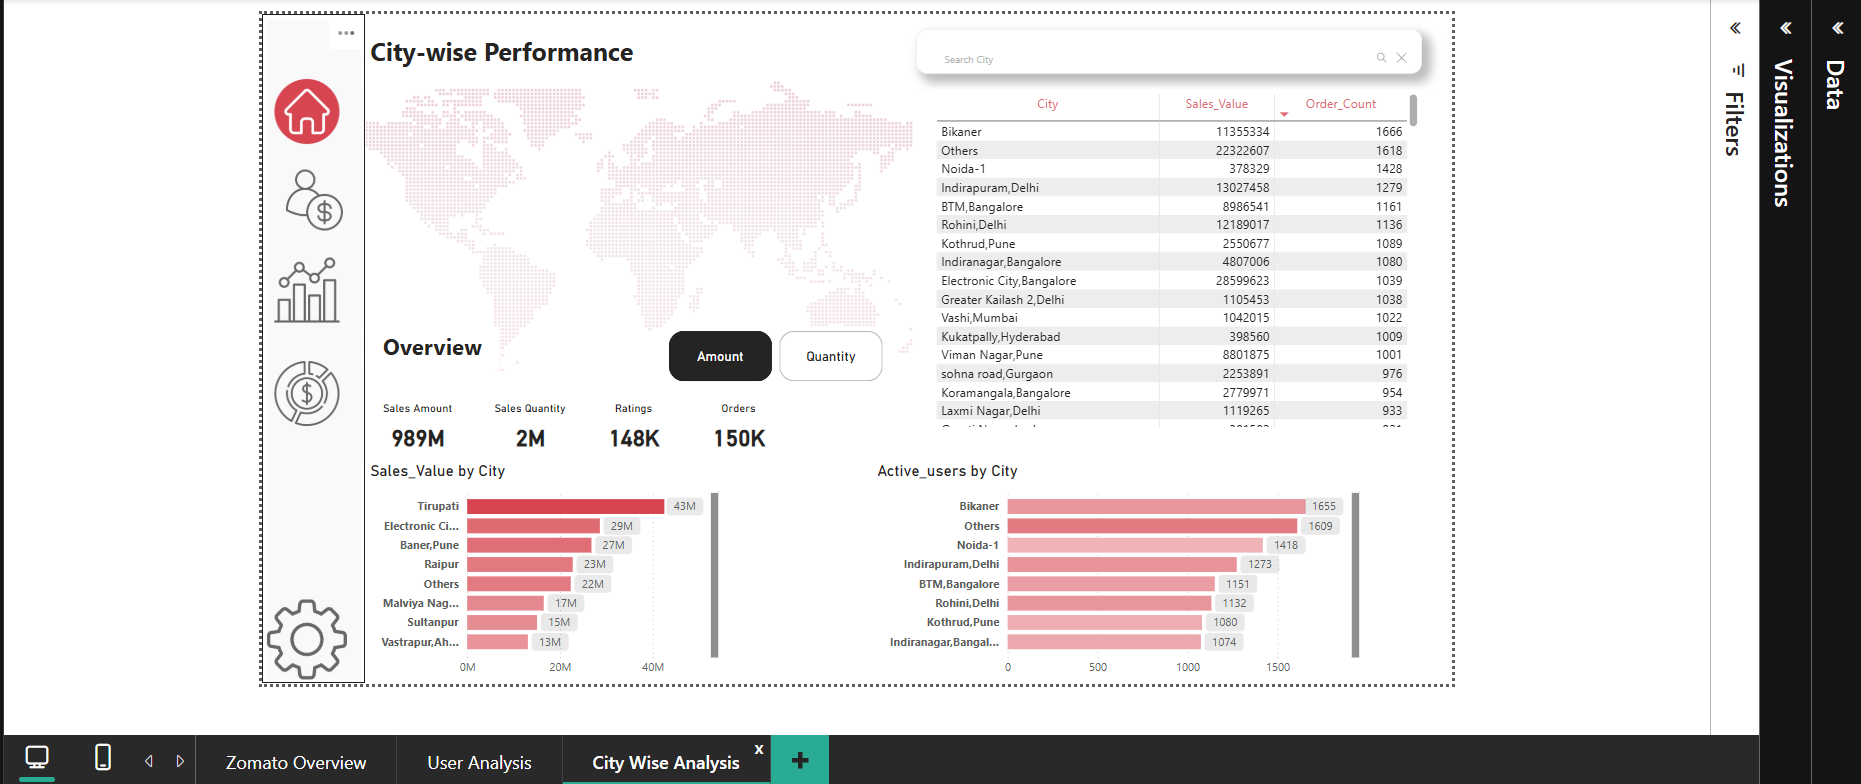 City-wise Performance
Search City
City Sales_Value Order_Count
Bikaner 11355334 1666
Others 22322607 1618
Noida-1 378329 1428
Indirapuram,Delhi 13027458 1279
BTM,Bangalore 8986541 1161
Rohini,Delhi 12189017 1136
Kothrud,Pune 2550677 1089
Indiranagar,Bangalore 4807006 1080
Electronic City,Bangalore 28599623 1039
Greater Kailash 2,Delhi 1105453 1038
Vashi,Mumbai 1042015 1022
Kukatpally,Hyderabad 398560 1009
Viman Nagar,Pune 8801875 1001
sohna road,Gurgaon 2253891 976
Koramangala,Bangalore 2779971 954
Laxmi Nagar,Delhi 1119265 933
Overview
Amount
Quantity
Sales Amount Sales Quantity Ratings Orders
989M 2M 148K 150K
Sales_Value by City
Tirupati 43M
Electronic Ci... 29M
Baner,Pune 27M
Raipur 23M
Others 22M
Malviya Nag... 17M
Sultanpur 15M
Vastrapur,Ah... 13M
0M 20M 40M
Active_users by City
Bikaner 1655
Others 1609
Noida-1 1418
Indirapuram,Delhi 1273
BTM,Bangalore 1151
Rohini,Delhi 1132
Kothrud,Pune 1080
Indiranagar,Bangal... 1074
0 500 1000 1500
Filters
Visualizations
Data
Zomato Overview
User Analysis
City Wise Analysis
x